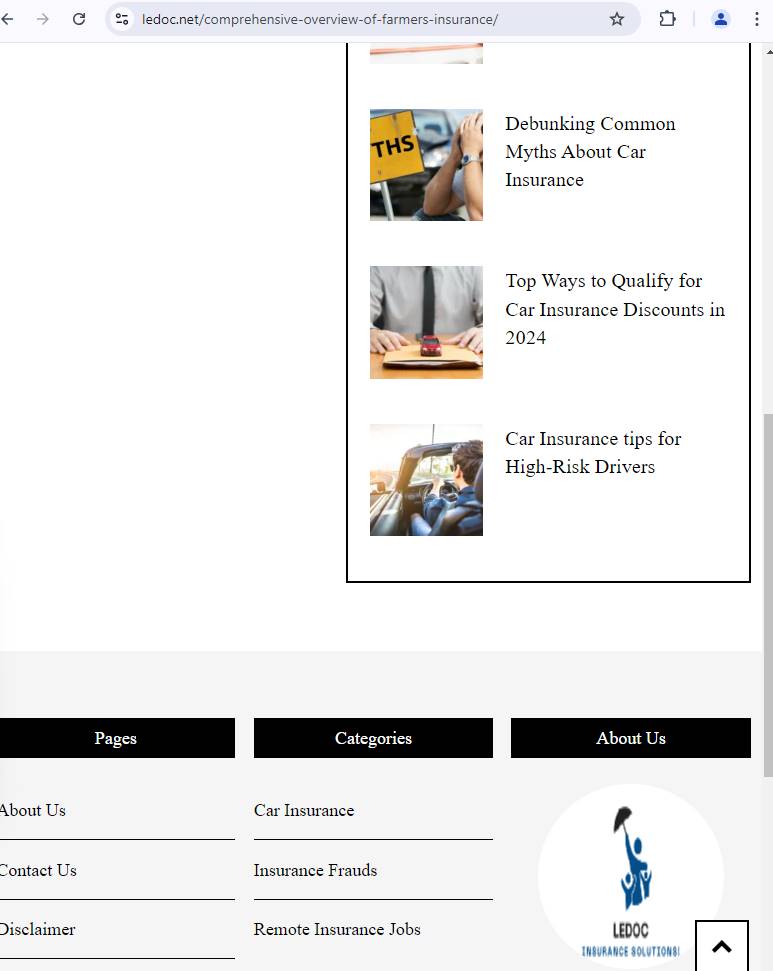 ledoc.net/comprehensive-overview-of-farmers-insurance/
THS
Debunking Common
Myths About Car
Insurance
Top Ways to Qualify for
Car Insurance Discounts in
2024
Car Insurance tips for
High-Risk Drivers
Pages
Categories
About Us
About Us
Car Insurance
Contact Us
Insurance Frauds
Disclaimer
Remote Insurance Jobs
LEDOC
INSURANCE SOLUTIONS!